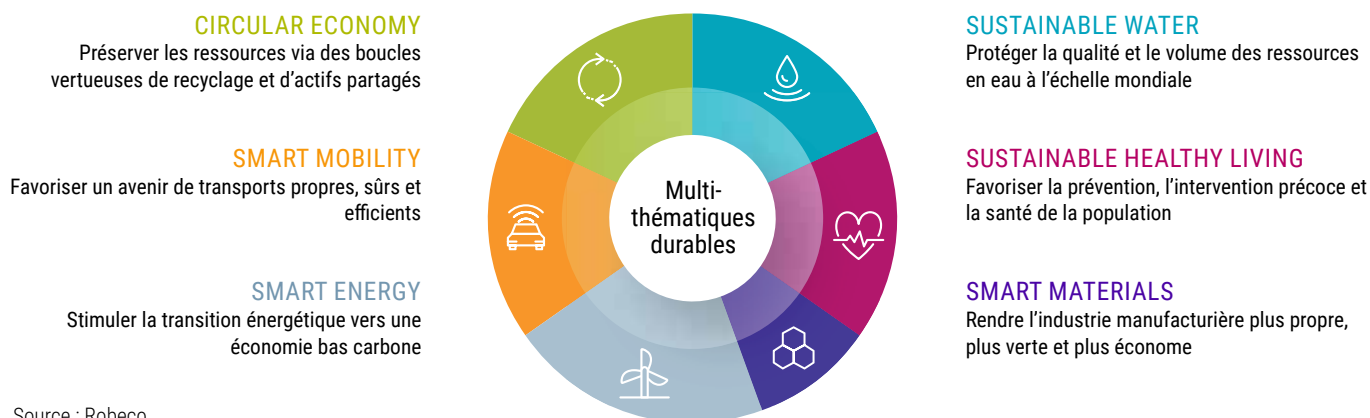 CIRCULAR ECONOMY
Préserver les ressources via des boucles
vertueuses de recyclage et d'actifs partagés
SMART MOBILITY
Favoriser un avenir de transports propres, sûrs et
efficients
SMART ENERGY
Stimuler la transition énergétique vers une
économie bas carbone
Multi-
thématiques
durables
SUSTAINABLE WATER
Protéger la qualité et le volume des ressources
en eau à l'échelle mondiale
SUSTAINABLE HEALTHY LIVING
Favoriser la prévention, l'intervention précoce et
la santé de la population
SMART MATERIALS
Rendre l'industrie manufacturière plus propre,
plus verte et plus économe
Source : Robeco